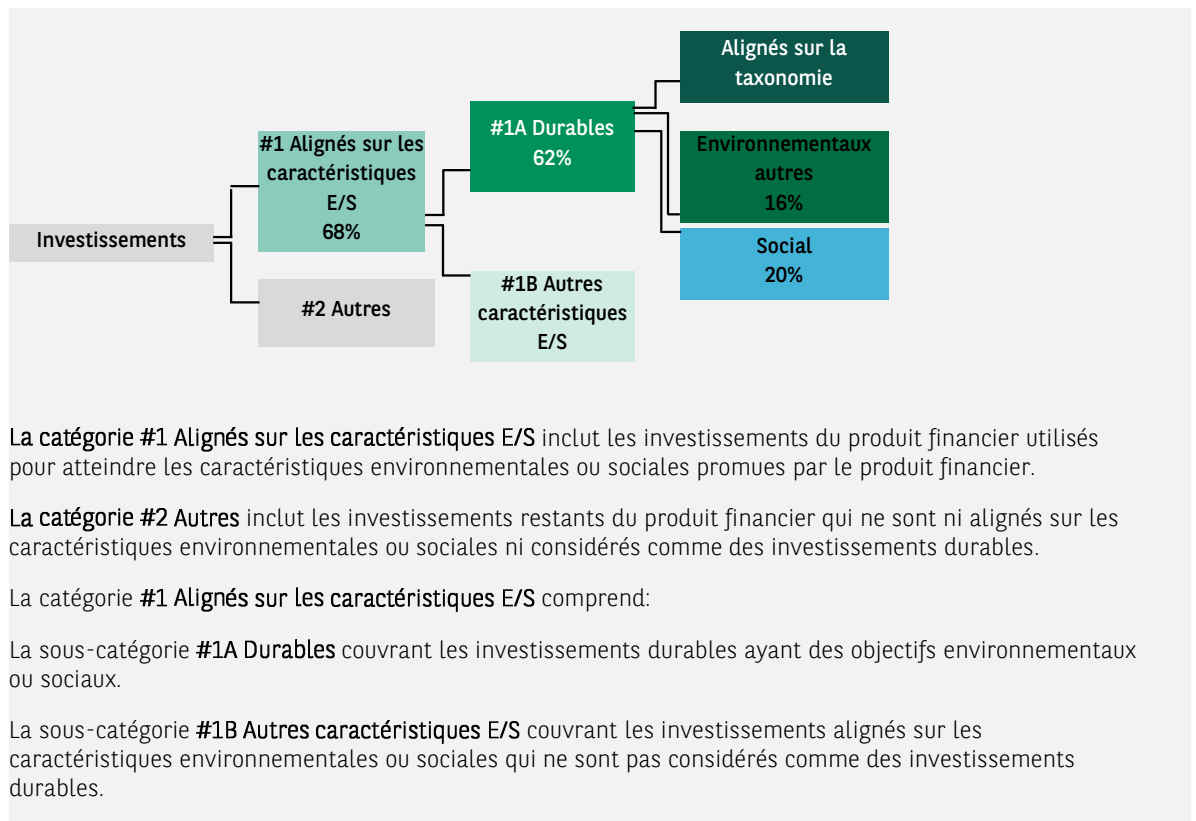 Alignés sur la
taxonomie
#1A Durables
62%
#1 Alignés sur les
caractéristiques
E/S
68%
Environnementaux
autres
16%
Investissements
Social
20%
#2 Autres
#1B Autres
caractéristiques
E/S
La catégorie #1 Alignés sur les caractéristiques E/S inclut les investissements du produit financier utilisés
pour atteindre les caractéristiques environnementales ou sociales promues par le produit financier.
La catégorie #2 Autres inclut les investissements restants du produit financier qui ne sont ni alignés sur les
caractéristiques environnementales ou sociales ni considérés comme des investissements durables.
La catégorie #1 Alignés sur les caractéristiques E/S comprend:
La sous-catégorie #1A Durables couvrant les investissements durables ayant des objectifs environnementaux
ou sociaux.
La sous-catégorie #1B Autres caractéristiques E/S couvrant les investissements alignés sur les
caractéristiques environnementales ou sociales qui ne sont pas considérés comme des investissements
durables.